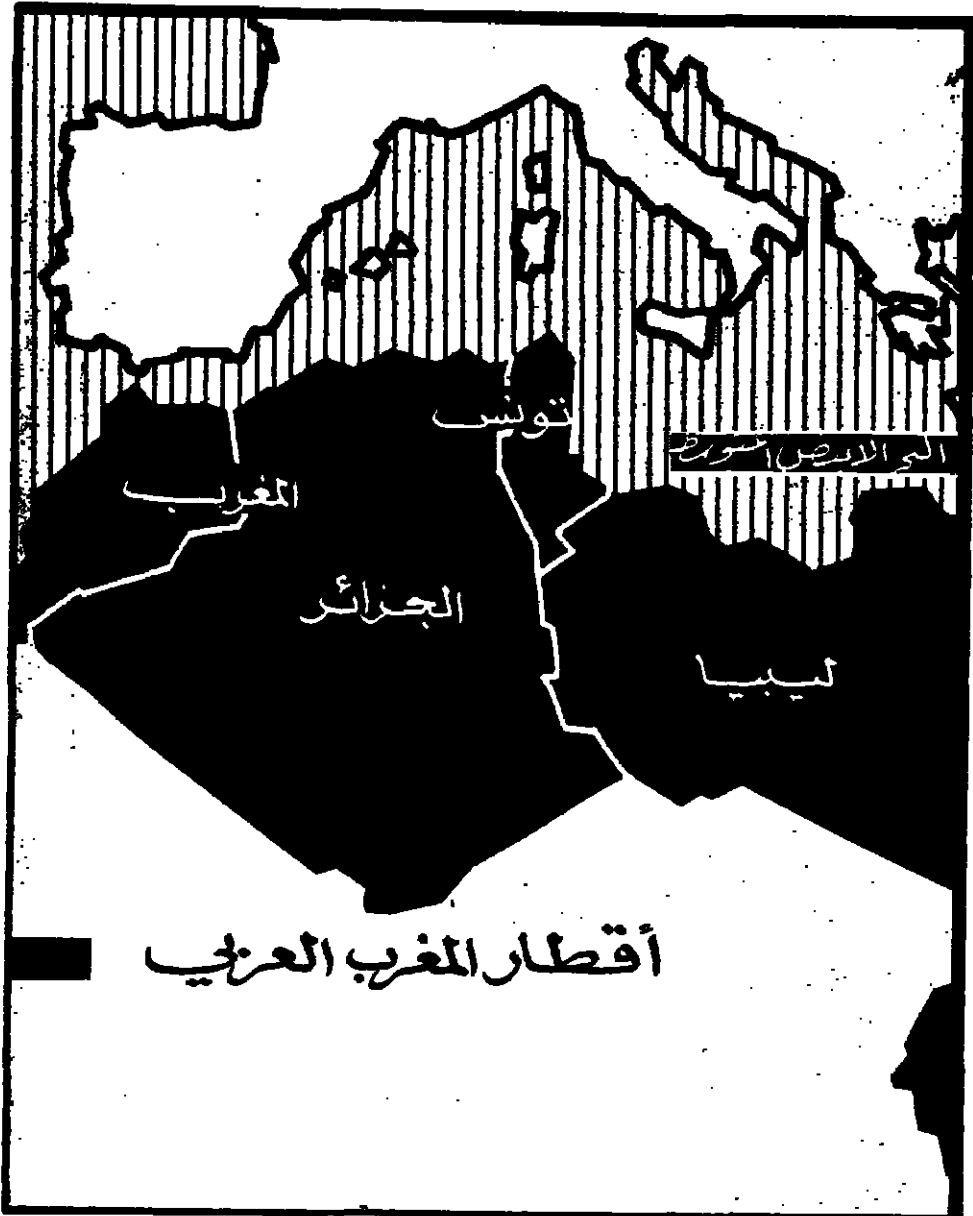 تونس
البحر الابيض المتوسط
المغرب
الجزائر
ليبيا
أقطار المغرب العربي